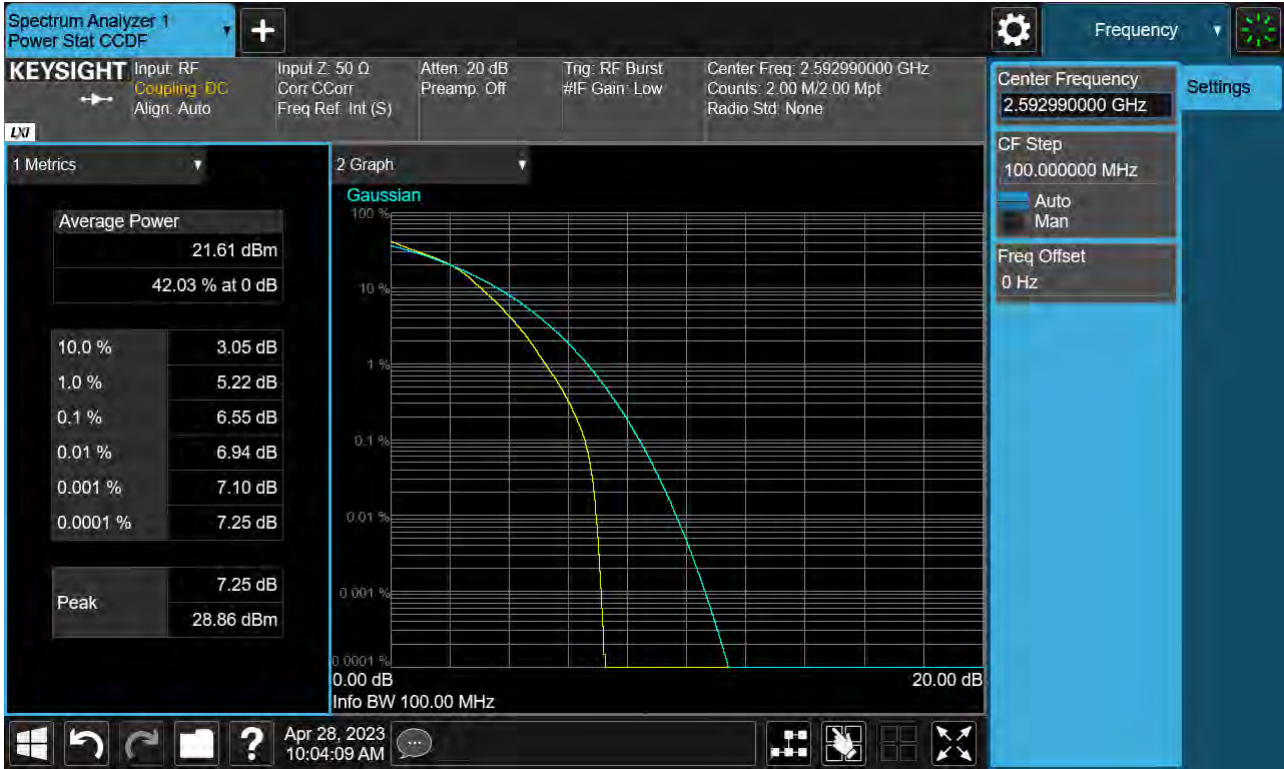 Spectrum Analyzer 1
Power Stat CCDF
Frequency
KEYSIGHT
LXI
Input: RF
Coupling: DC
Align: Auto
Input Z: 50 Ω
Corr CCorr
Freq Ref: Int (S)
Atten: 20 dB
Preamp: Off
Trig: RF Burst
#IF Gain: Low
Center Freq: 2.592990000 GHz
Counts: 2.00 M/2.00 Mpt
Radio Std: None
Center Frequency
2.592990000 GHz
Settings
CF Step
100.000000 MHz
Auto
Man
Freq Offset
0 Hz
1 Metrics
Average Power
21.61 dBm
42.03 % at 0 dB
10.0 % 3.05 dB
1.0 % 5.22 dB
0.1 % 6.55 dB
0.01 % 6.94 dB
0.001 % 7.10 dB
0.0001 % 7.25 dB
Peak
7.25 dB
28.86 dBm
2 Graph
Gaussian
100 %
10 %
1 %
0.1 %
0.01 %
0.001 %
0.0001 %
0.00 dB 20.00 dB
Info BW 100.00 MHz
?
Apr 28, 2023
10:04:09 AM